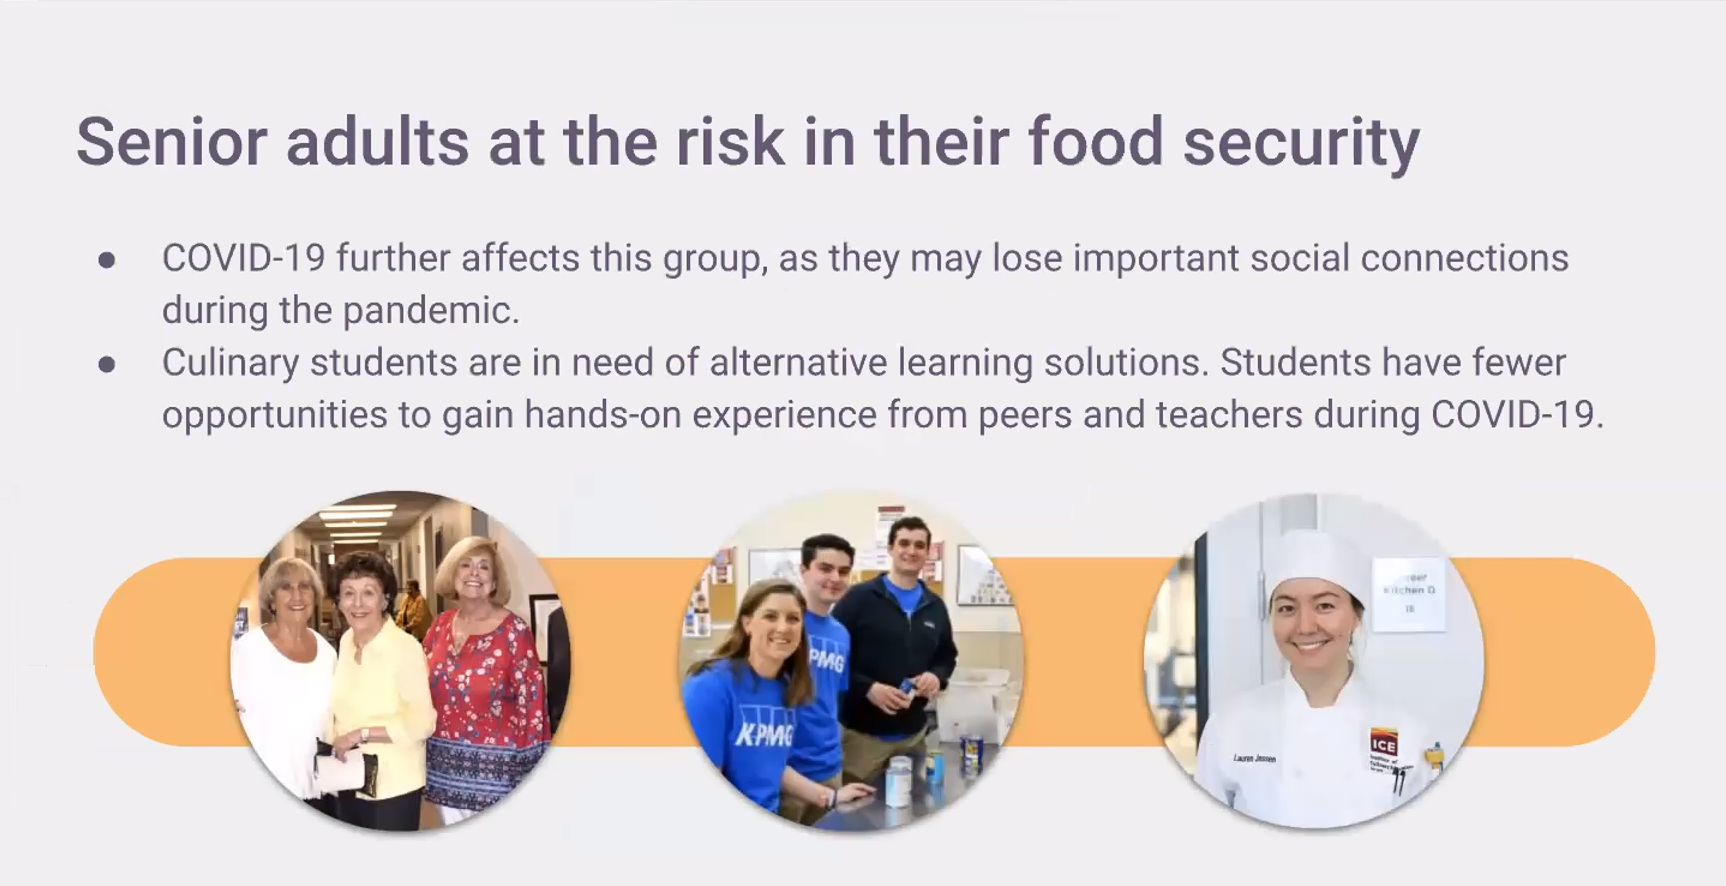 Senior adults at the risk in their food security
● COVID-19 further affects this group, as they may lose important social connections
during the pandemic.
● Culinary students are in need of alternative learning solutions. Students have fewer
opportunities to gain hands-on experience from peers and teachers during COVID-19.
PMG
KPMG
Kitchen
Lauren Jessen
ICE